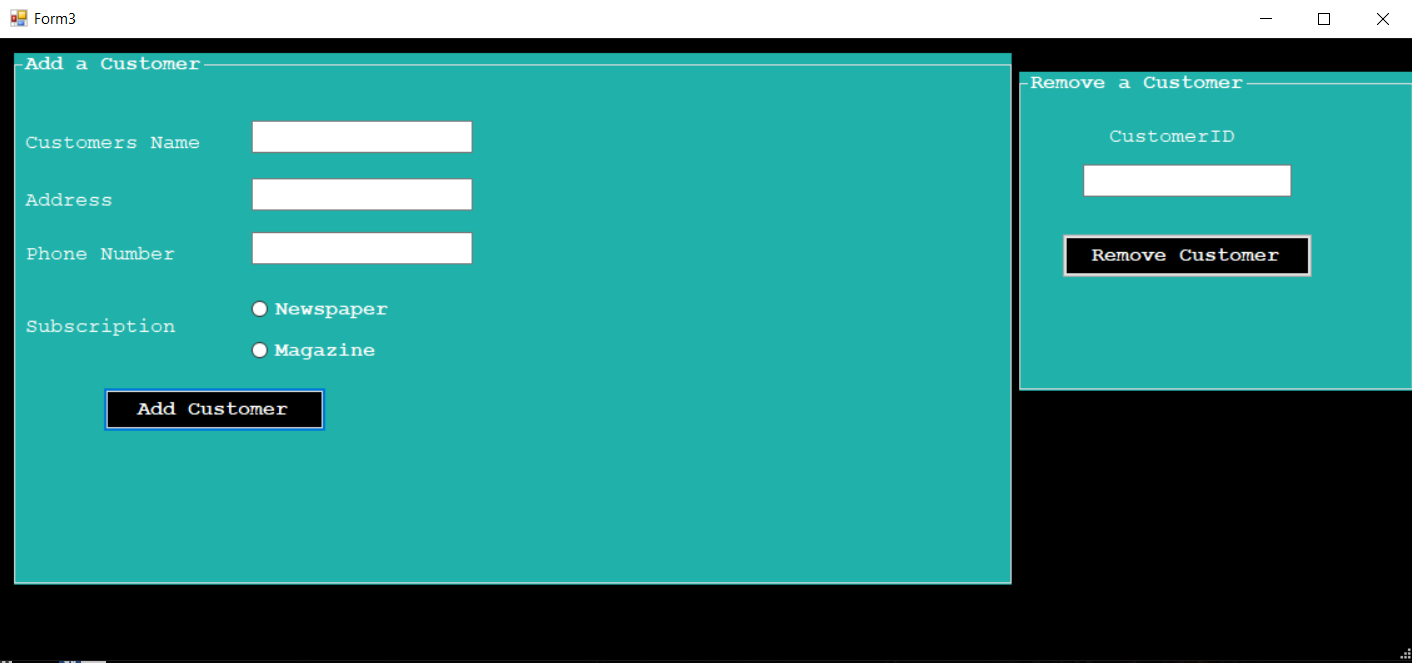 Form3
Add a Customer
Customers Name
Address
Phone Number
Subscription
Newspaper
Magazine
Add Customer
Remove a Customer
CustomerID
Remove Customer